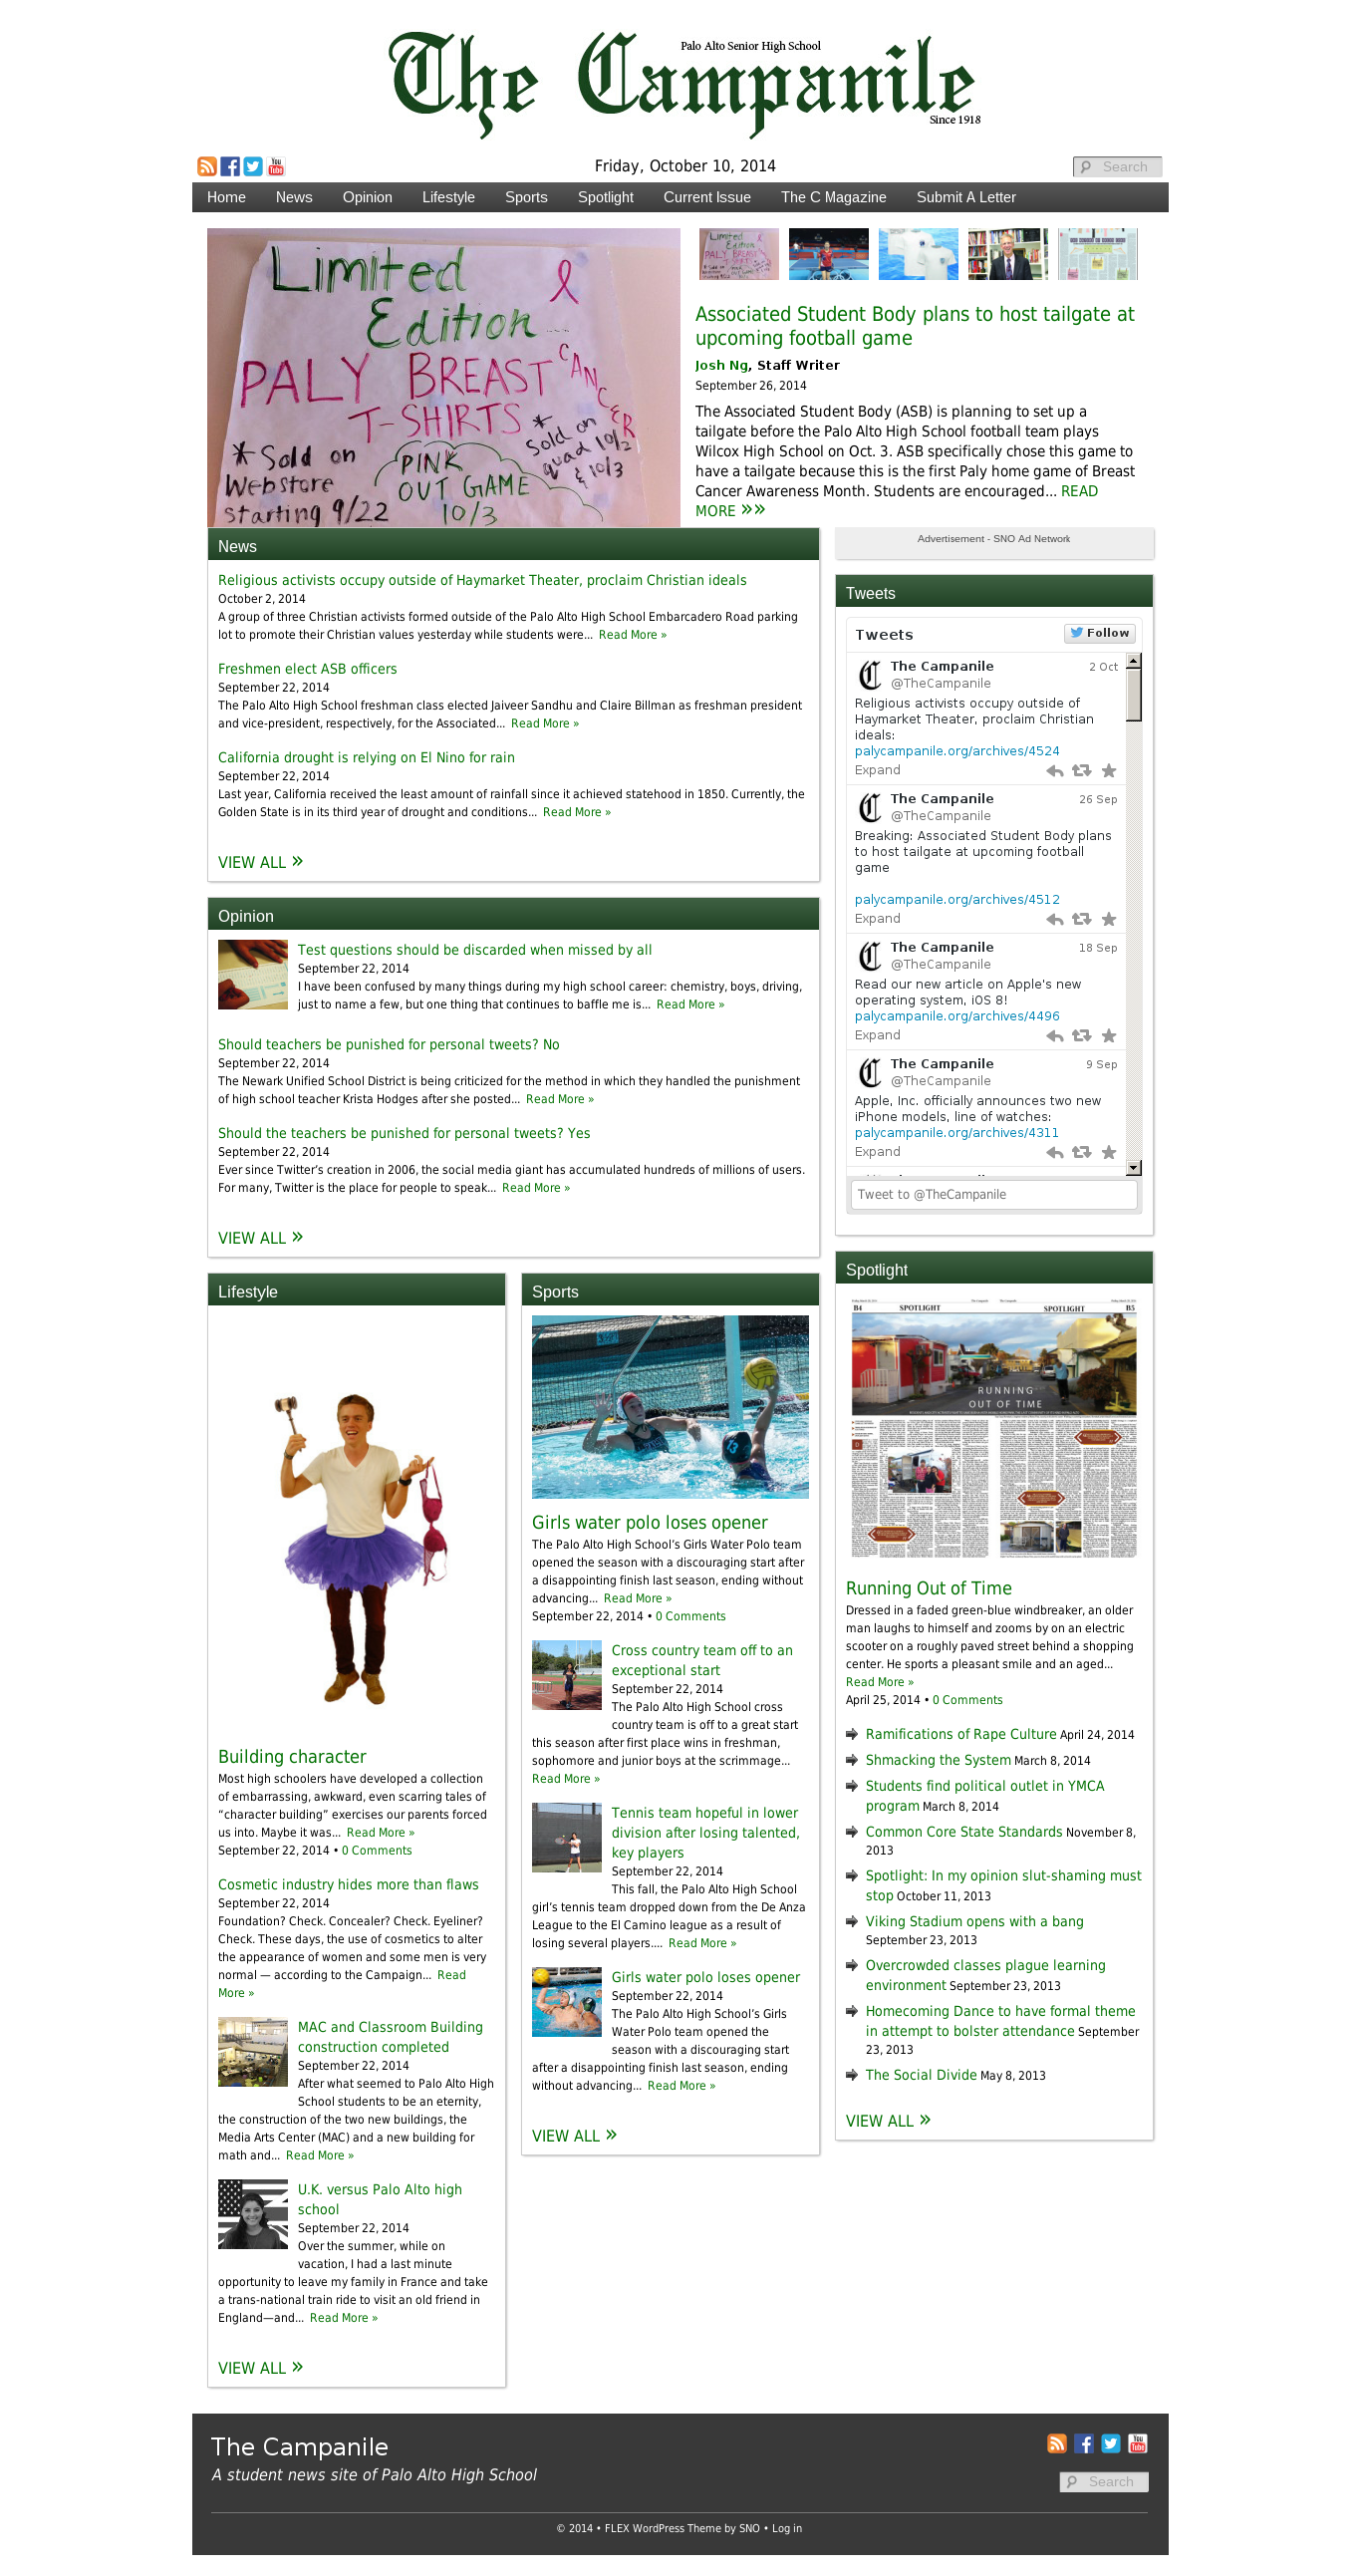 The Campanile
Palo Alto Senior High School
Since 1918
Friday, October 10, 2014
Search
Home News Opinion Lifestyle Sports Spotlight Current Issue The C Magazine Submit A Letter
Limited
Edition
PALY BREAST
CANCER
T-SHIRTS
*Sold on
Webstore
starting 9/22
PINK
OUT GAME
10/3
*Sold on
quad 10/2
& 10/3
Associated Student Body plans to host tailgate at
upcoming football game
Josh Ng, Staff Writer
September 26, 2014
The Associated Student Body (ASB) is planning to set up a
tailgate before the Palo Alto High School football team plays
Wilcox High School on Oct. 3. ASB specifically chose this game to
have a tailgate because this is the first Paly home game of Breast
Cancer Awareness Month. Students are encouraged... READ
MORE »»
News
Religious activists occupy outside of Haymarket Theater, proclaim Christian ideals
October 2, 2014
A group of three Christian activists formed outside of the Palo Alto High School Embarcadero Road parking
lot to promote their Christian values yesterday while students were... Read More »
Freshmen elect ASB officers
September 22, 2014
The Palo Alto High School freshman class elected Jaiveer Sandhu and Claire Billman as freshman president
and vice-president, respectively, for the Associated... Read More »
California drought is relying on El Nino for rain
September 22, 2014
Last year, California received the least amount of rainfall since it achieved statehood in 1850. Currently, the
Golden State is in its third year of drought and conditions... Read More »
VIEW ALL »
Opinion
Test questions should be discarded when missed by all
September 22, 2014
I have been confused by many things during my high school career: chemistry, boys, driving,
just to name a few, but one thing that continues to baffle me is... Read More »
Should teachers be punished for personal tweets? No
September 22, 2014
The Newark Unified School District is being criticized for the method in which they handled the punishment
of high school teacher Krista Hodges after she posted... Read More »
Should the teachers be punished for personal tweets? Yes
September 22, 2014
Ever since Twitter's creation in 2006, the social media giant has accumulated hundreds of millions of users.
For many, Twitter is the place for people to speak... Read More »
VIEW ALL »
Lifestyle
Building character
Most high schoolers have developed a collection
of embarrassing, awkward, even scarring tales of
“character building” exercises our parents forced
us into. Maybe it was... Read More »
September 22, 2014 • 0 Comments
Cosmetic industry hides more than flaws
September 22, 2014
Foundation? Check. Concealer? Check. Eyeliner?
Check. These days, the use of cosmetics to alter
the appearance of women and some men is very
normal — according to the Campaign... Read
More »
MAC and Classroom Building
construction completed
September 22, 2014
After what seemed to Palo Alto High
School students to be an eternity,
the construction of the two new buildings, the
Media Arts Center (MAC) and a new building for
math and... Read More »
U.K. versus Palo Alto high
school
September 22, 2014
Over the summer, while on
vacation, I had a last minute
opportunity to leave my family in France and take
a trans-national train ride to visit an old friend in
England—and... Read More »
VIEW ALL »
Sports
13
Girls water polo loses opener
The Palo Alto High School's Girls Water Polo team
opened the season with a discouraging start after
a disappointing finish last season, ending without
advancing... Read More »
September 22, 2014 • 0 Comments
Cross country team off to an
exceptional start
September 22, 2014
The Palo Alto High School cross
country team is off to a great start
this season after first place wins in freshman,
sophomore and junior boys at the scrimmage...
Read More »
Tennis team hopeful in lower
division after losing talented,
key players
September 22, 2014
This fall, the Palo Alto High School
girl's tennis team dropped down from the De Anza
League to the El Camino league as a result of
losing several players.... Read More »
Girls water polo loses opener
September 22, 2014
The Palo Alto High School's Girls
Water Polo team opened the
season with a discouraging start
after a disappointing finish last season, ending
without advancing... Read More »
VIEW ALL »
Advertisement - SNO Ad Network
Tweets
Tweets
Follow
The Campanile 2 Oct
@TheCampanile
Religious activists occupy outside of
Haymarket Theater, proclaim Christian
ideals:
palycampanile.org/archives/4524
Expand
The Campanile 26 Sep
@TheCampanile
Breaking: Associated Student Body plans
to host tailgate at upcoming football
game
palycampanile.org/archives/4512
Expand
The Campanile 18 Sep
@TheCampanile
Read our new article on Apple's new
operating system, iOS 8!
palycampanile.org/archives/4496
Expand
The Campanile 9 Sep
@TheCampanile
Apple, Inc. officially announces two new
iPhone models, line of watches:
palycampanile.org/archives/4311
Expand
Tweet to @TheCampanile
Spotlight
B4 SPOTLIGHT SPOTLIGHT B5
RUNNING
OUT OF TIME
Running Out of Time
Dressed in a faded green-blue windbreaker, an older
man laughs to himself and zooms by on an electric
scooter on a roughly paved street behind a shopping
center. He sports a pleasant smile and an aged...
Read More »
April 25, 2014 • 0 Comments
Ramifications of Rape Culture April 24, 2014
Shmacking the System March 8, 2014
Students find political outlet in YMCA
program March 8, 2014
Common Core State Standards November 8,
2013
Spotlight: In my opinion slut-shaming must
stop October 11, 2013
Viking Stadium opens with a bang
September 23, 2013
Overcrowded classes plague learning
environment September 23, 2013
Homecoming Dance to have formal theme
in attempt to bolster attendance September
23, 2013
The Social Divide May 8, 2013
VIEW ALL »
The Campanile
A student news site of Palo Alto High School
Search
© 2014 • FLEX WordPress Theme by SNO • Log in